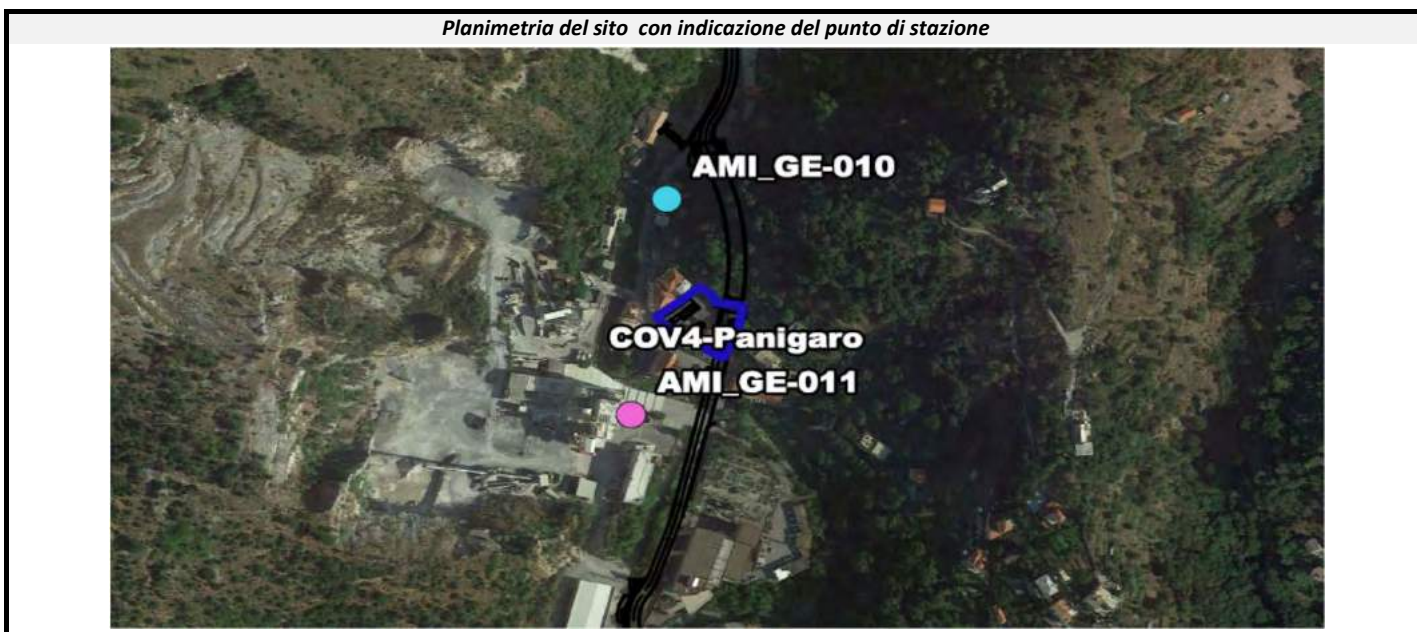 Planimetria del sito con indicazione del punto di stazione
AMI_GE-010
COV4-Panigaro
AMI_GE-011